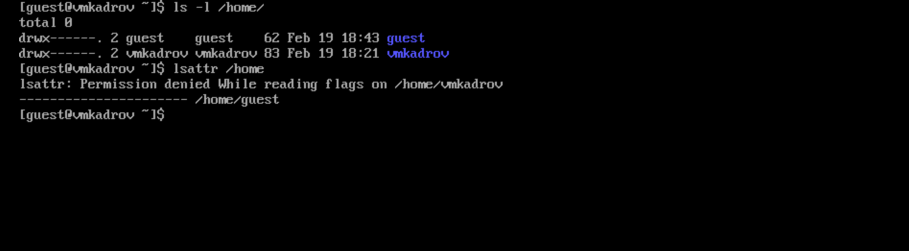 [guest@vmkadrov ~]$ ls -l /home/
total 0
drwx------. 2 guest    guest    62 Feb 19 18:43 guest
drwx------. 2 vmkadrov vmkadrov 83 Feb 19 18:21 vmkadrov
[guest@vmkadrov ~]$ lsattr /home
lsattr: Permission denied While reading flags on /home/vmkadrov
---------------------- /home/guest
[guest@vmkadrov ~]$